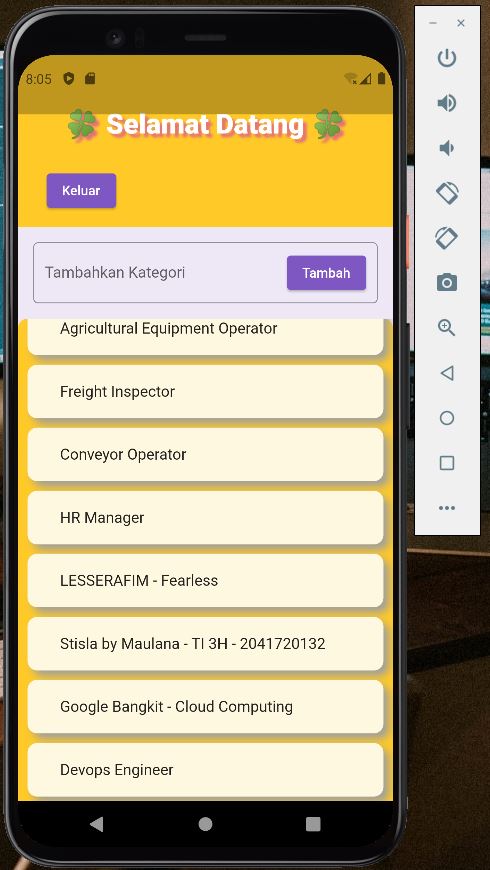 8:05
🍀 Selamat Datang 🍀
Keluar
Tambahkan Kategori
Tambah
Agricultural Equipment Operator
Freight Inspector
Conveyor Operator
HR Manager
LESSERAFIM - Fearless
Stisla by Maulana - TI 3H - 2041720132
Google Bangkit - Cloud Computing
Devops Engineer